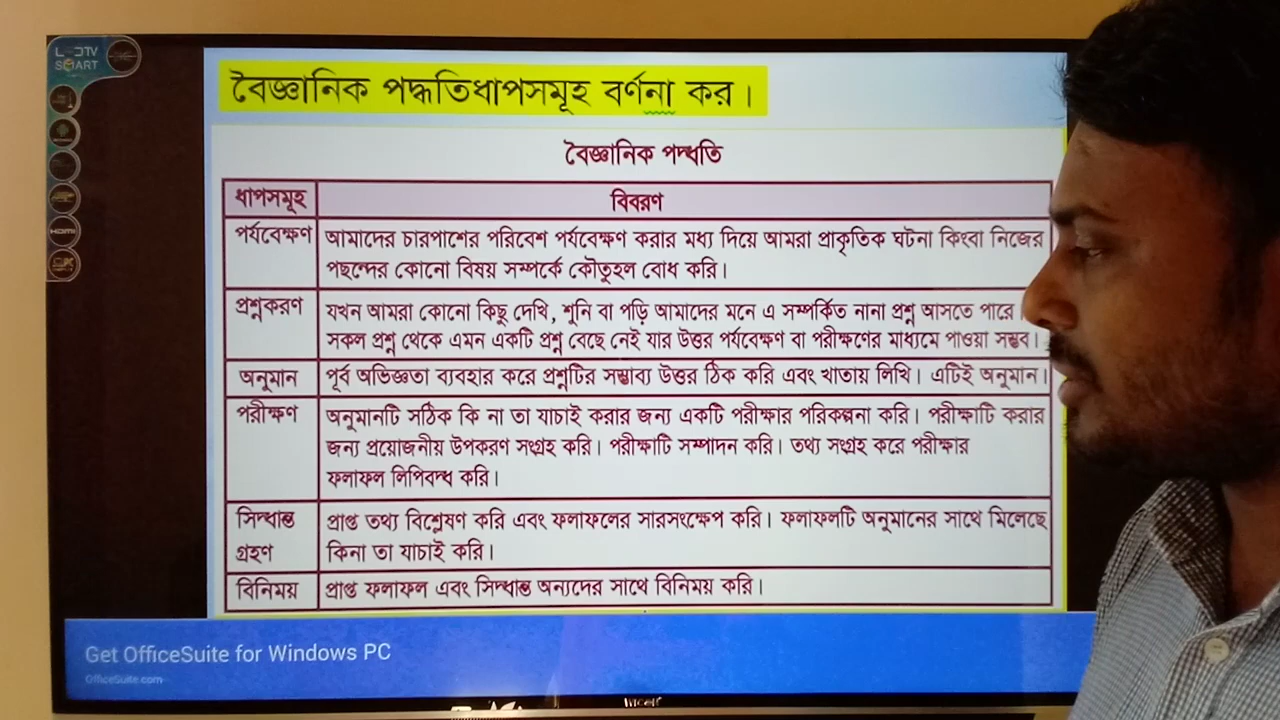 LEDTV
SMART
HDMI
বৈজ্ঞানিক পদ্ধতিধাপসমূহ বর্ণনা কর।
বৈজ্ঞানিক পদ্ধতি
ধাপসমূহ
বিবরণ
পর্যবেক্ষণ
আমাদের চারপাশের পরিবেশ পর্যবেক্ষণ করার মধ্য দিয়ে আমরা প্রাকৃতিক ঘটনা কিংবা নিজের
পছন্দের কোনো বিষয় সম্পর্কে কৌতুহল বোধ করি।
প্রশ্নকরণ
যখন আমরা কোনো কিছু দেখি, শুনি বা পড়ি আমাদের মনে এ সম্পর্কিত নানা প্রশ্ন আসতে পারে।
সকল প্রশ্ন থেকে এমন একটি প্রশ্ন বেছে নেই যার উত্তর পর্যবেক্ষণ বা পরীক্ষণের মাধ্যমে পাওয়া সম্ভব।
অনুমান
পূর্ব অভিজ্ঞতা ব্যবহার করে প্রশ্নটির সম্ভাব্য উত্তর ঠিক করি এবং খাতায় লিখি। এটিই অনুমান।
পরীক্ষণ
অনুমানটি সঠিক কি না তা যাচাই করার জন্য একটি পরীক্ষার পরিকল্পনা করি। পরীক্ষাটি করার
জন্য প্রয়োজনীয় উপকরণ সংগ্রহ করি। পরীক্ষাটি সম্পাদন করি। তথ্য সংগ্রহ করে পরীক্ষার
ফলাফল লিপিবদ্ধ করি।
সিদ্ধান্ত
গ্রহণ
প্রাপ্ত তথ্য বিশ্লেষণ করি এবং ফলাফলের সারসংক্ষেপ করি। ফলাফলটি অনুমানের সাথে মিলেছে
কিনা তা যাচাই করি।
বিনিময়
প্রাপ্ত ফলাফল এবং সিদ্ধান্ত অন্যদের সাথে বিনিময় করি।
Get OfficeSuite for Windows PC
OfficeSuite.com